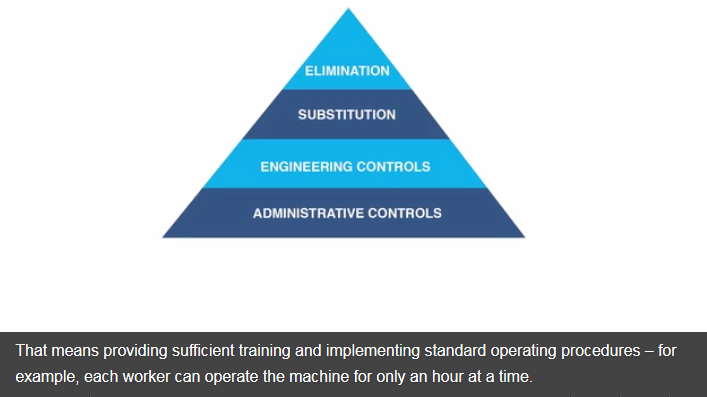 ELIMINATION
SUBSTITUTION
ENGINEERING CONTROLS
ADMINISTRATIVE CONTROLS
That means providing sufficient training and implementing standard operating procedures – for
example, each worker can operate the machine for only an hour at a time.